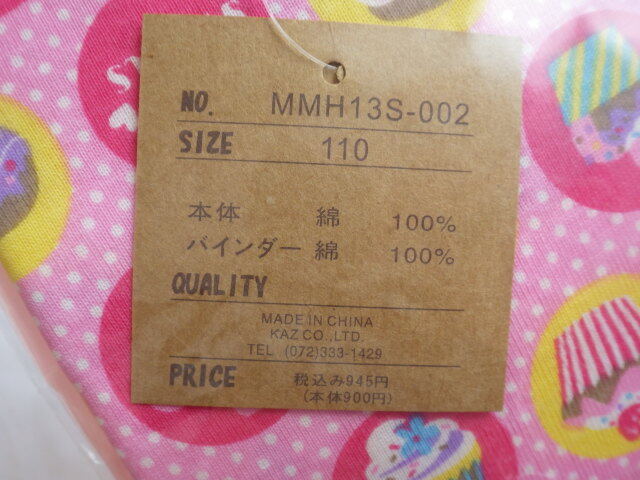 NO. MMH13S-002
SIZE 110
本体 綿 100%
バインダー 綿 100%
QUALITY
MADE IN CHINA
KAZ CO.,LTD.
TEL (072)333-1429
PRICE 税込み945円
(本体900円)